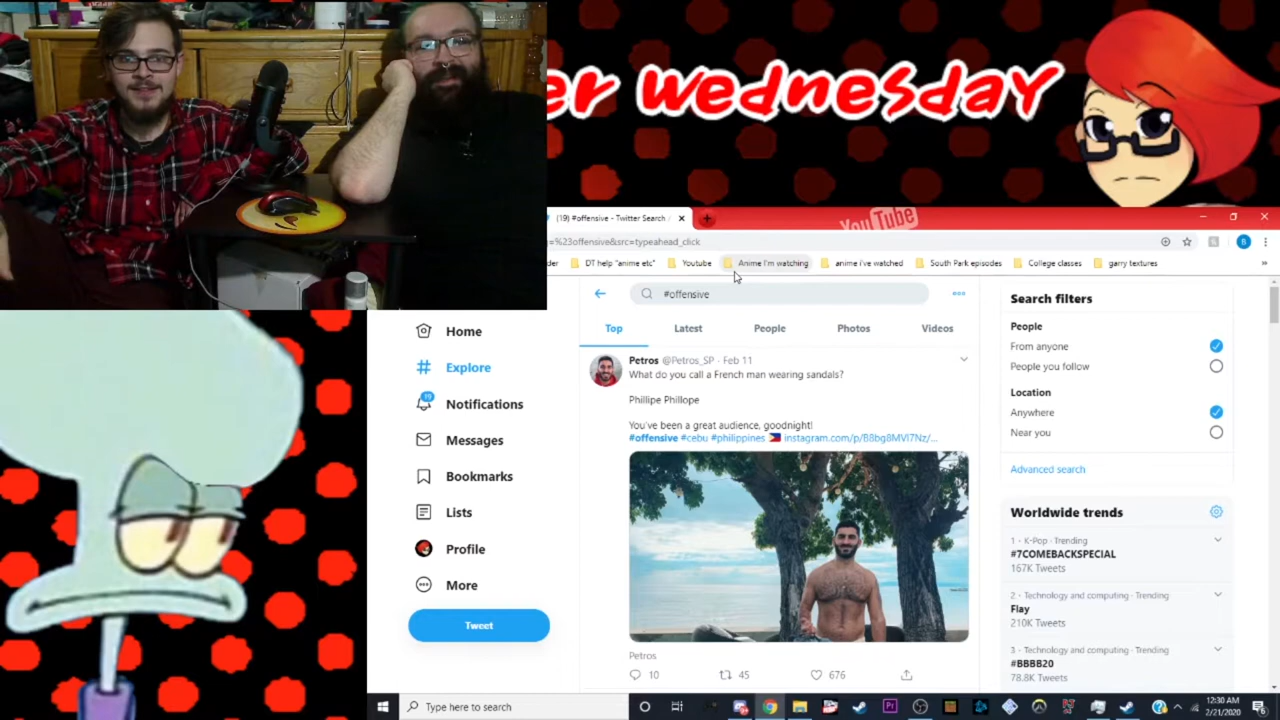 er wednesday
(19) #offensive - Twitter Search /
YouTube
=%23offensive&src=typeahead_click
B
der
DT help "anime etc"
Youtube
Anime I'm watching
anime i've watched
South Park episodes
College classes
garry textures
»
#offensive
Top
Latest
People
Photos
Videos
Home
Explore
19
Notifications
Messages
Bookmarks
Lists
Profile
More
Tweet
Petros @Petros_SP · Feb 11
What do you call a French man wearing sandals?
Phillipe Phillope
You've been a great audience, goodnight!
#offensive #cebu #philippines instagram.com/p/B8bg8MVI7Nz/...
Petros
10
45
676
Search filters
People
From anyone
People you follow
Location
Anywhere
Near you
Advanced search
Worldwide trends
1 · K-Pop · Trending
#7COMEBACKSPECIAL
167K Tweets
2 · Technology and computing · Trending
Flay
210K Tweets
3 · Technology and computing · Trending
#BBBB20
78.8K Tweets
Type here to search
Pr
12:30 AM
2/21/2020
6